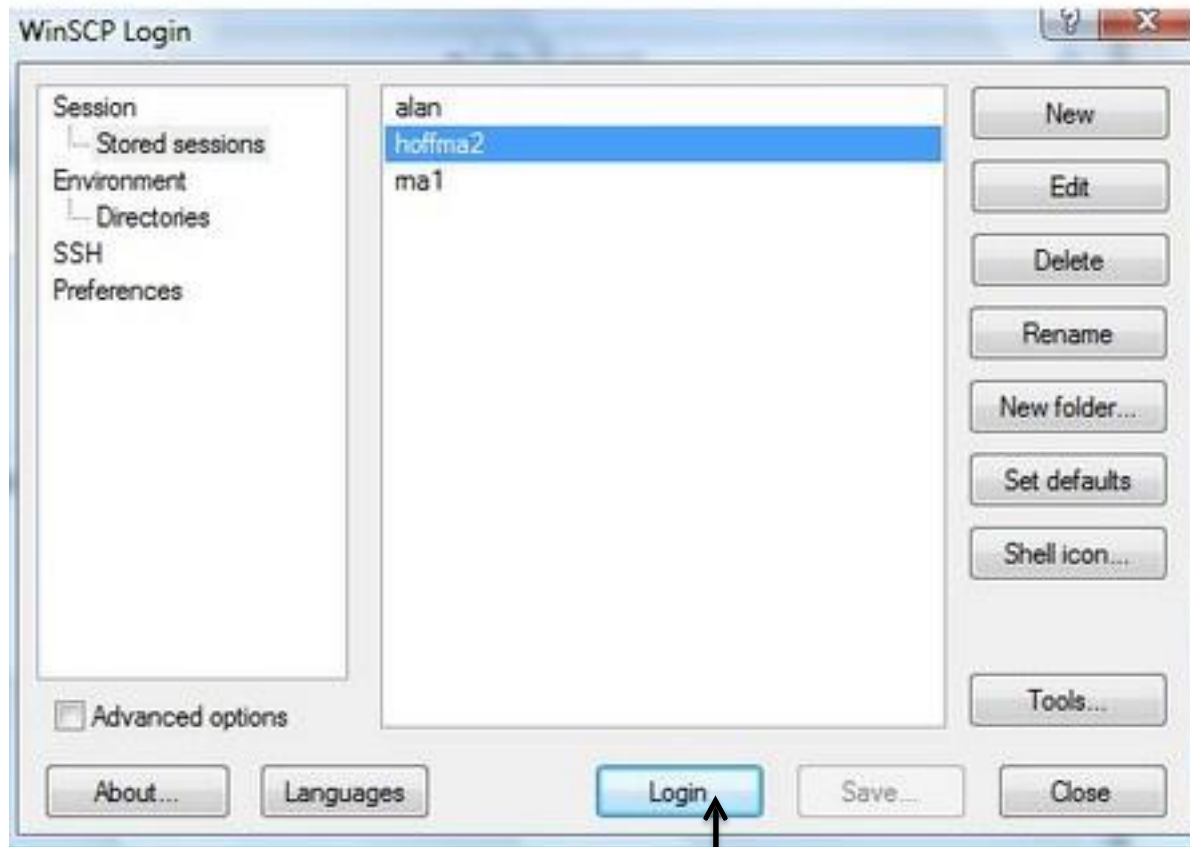 WinSCP Login
Session
Stored sessions
Environment
Directories
SSH
Preferences
Advanced options
alan
hoffma2
ma1
New
Edit
Delete
Rename
New folder...
Set defaults
Shell icon...
Tools...
About...
Languages
Login
Save...
Close